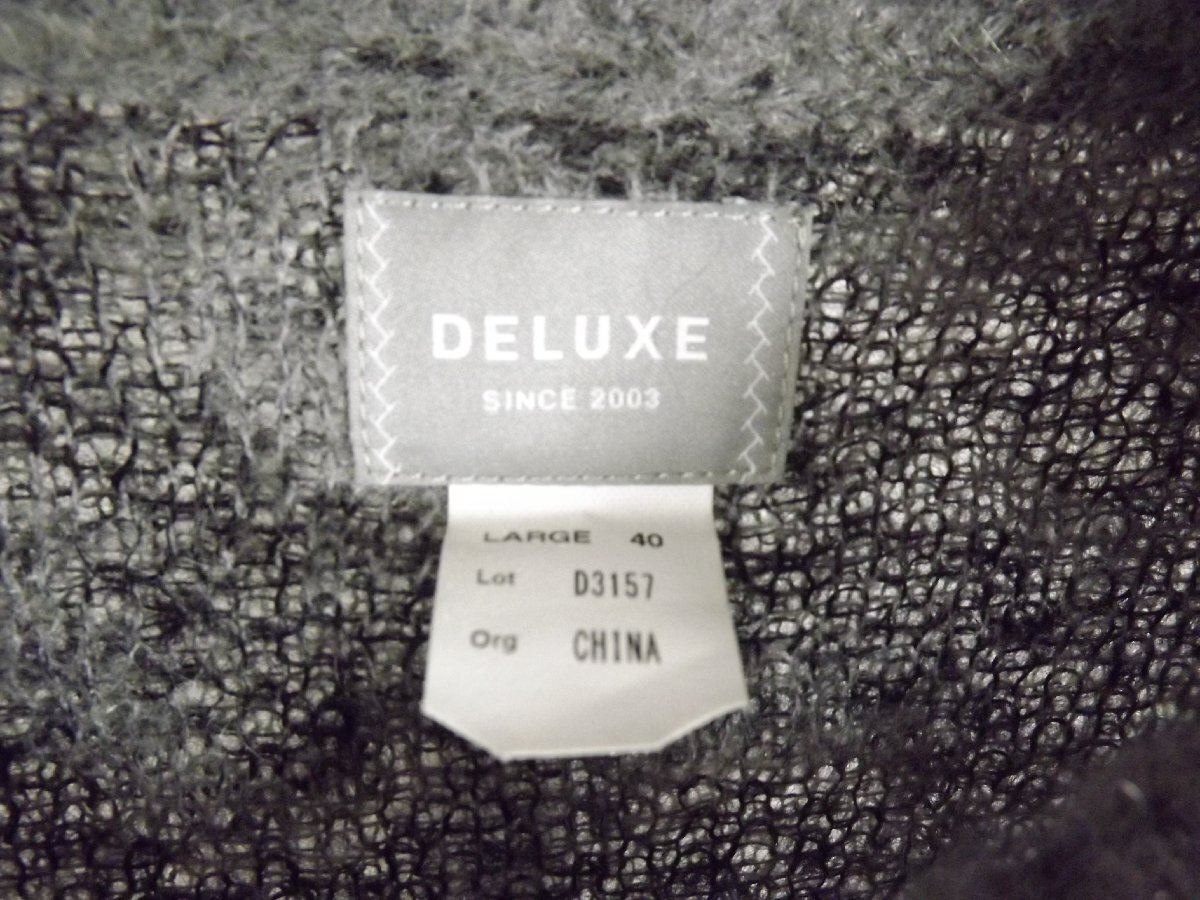 DELUXE
SINCE 2003
LARGE 40
Lot D3157
Org CHINA